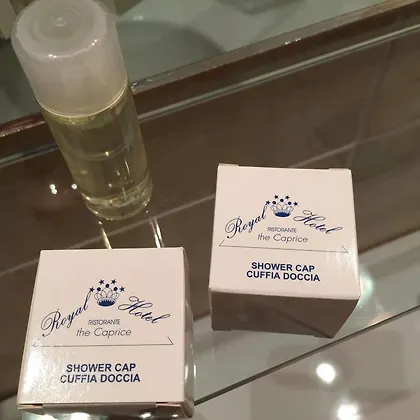 Royal Hotel
RISTORANTE
the Caprice
SHOWER CAP
CUFFIA DOCCIA
Royal Hotel
RISTORANTE
the Caprice
SHOWER CAP
CUFFIA DOCCIA